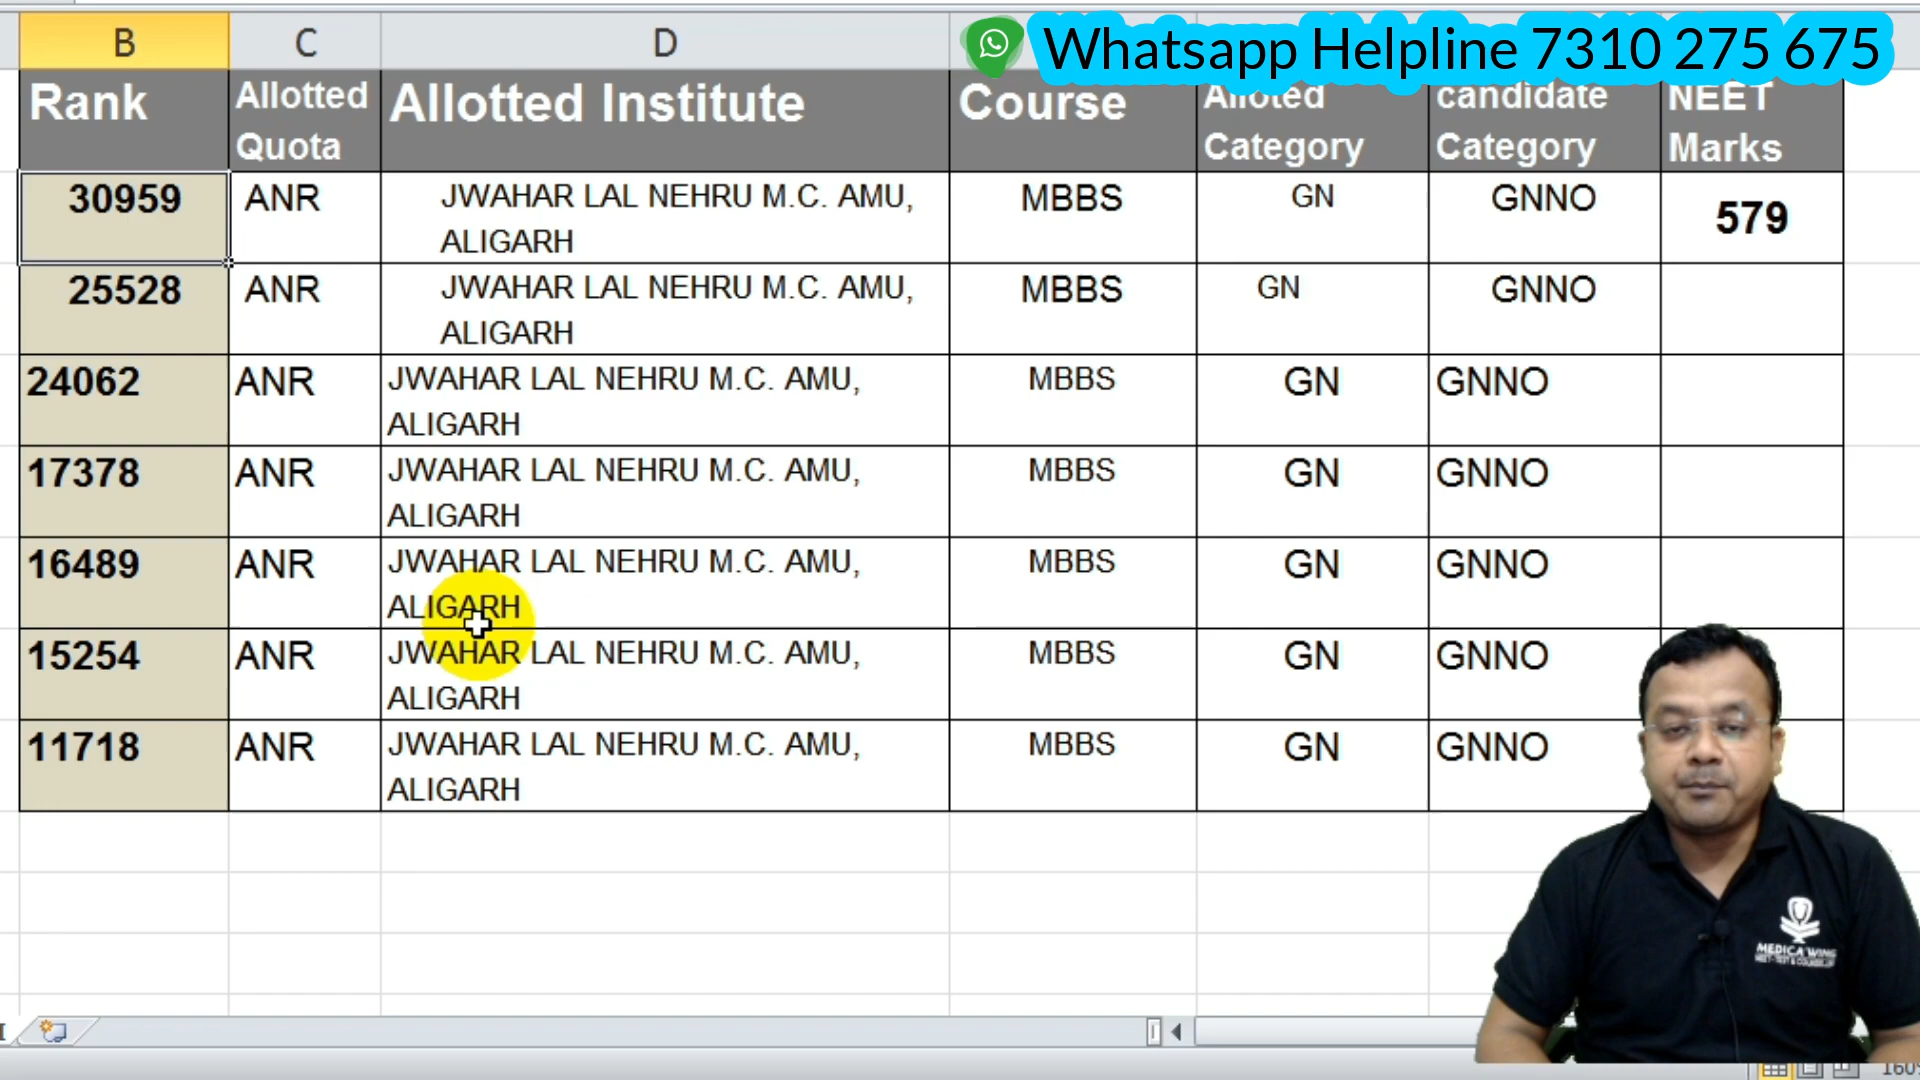 Whatsapp Helpline 7310 275 675
B C D
Rank Allotted Quota Allotted Institute Course Alloted Category candidate Category NEET Marks
30959 ANR JWAHAR LAL NEHRU M.C. AMU, ALIGARH MBBS GN GNNO 579
25528 ANR JWAHAR LAL NEHRU M.C. AMU, ALIGARH MBBS GN GNNO
24062 ANR JWAHAR LAL NEHRU M.C. AMU, ALIGARH MBBS GN GNNO
17378 ANR JWAHAR LAL NEHRU M.C. AMU, ALIGARH MBBS GN GNNO
16489 ANR JWAHAR LAL NEHRU M.C. AMU, ALIGARH MBBS GN GNNO
15254 ANR JWAHAR LAL NEHRU M.C. AMU, ALIGARH MBBS GN GNNO
11718 ANR JWAHAR LAL NEHRU M.C. AMU, ALIGARH MBBS GN GNNO
MEDICA WING